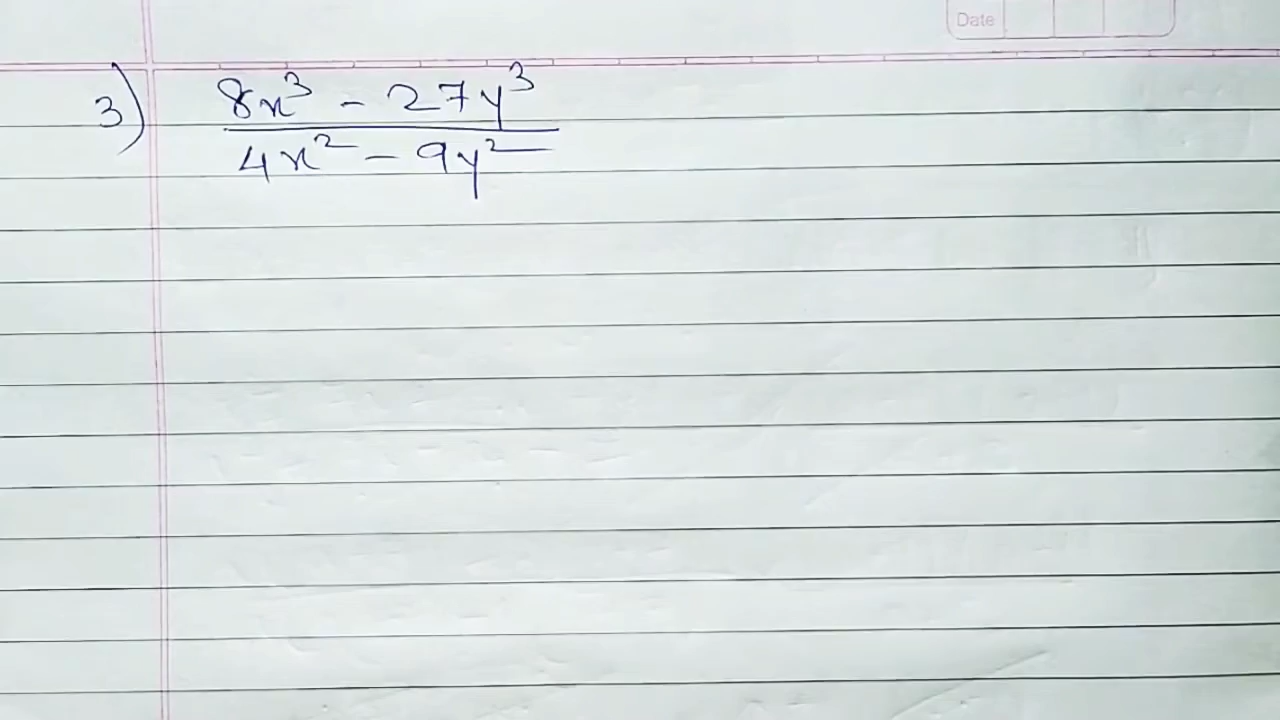 Date
3) 8x³ - 27y³
4x² - 9y²